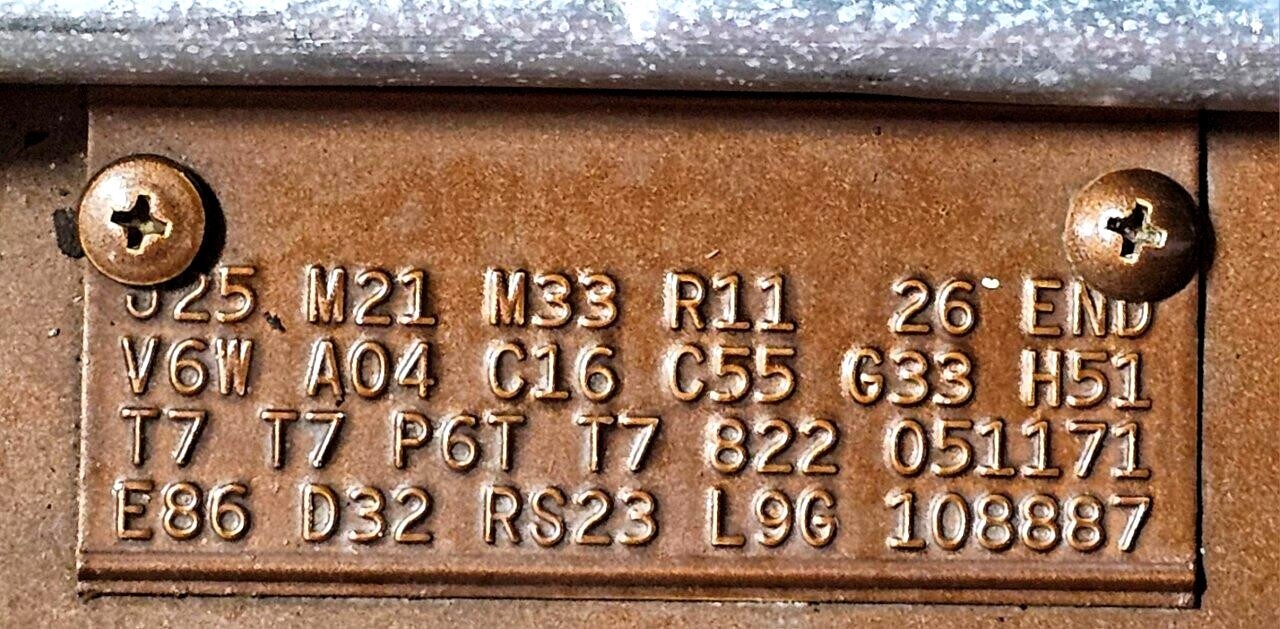 J25 M21 M33 R11 26 END
V6W A04 C16 C55 G33 H51
T7 T7 P6T T7 822 051171
E86 D32 RS23 L9G 108887